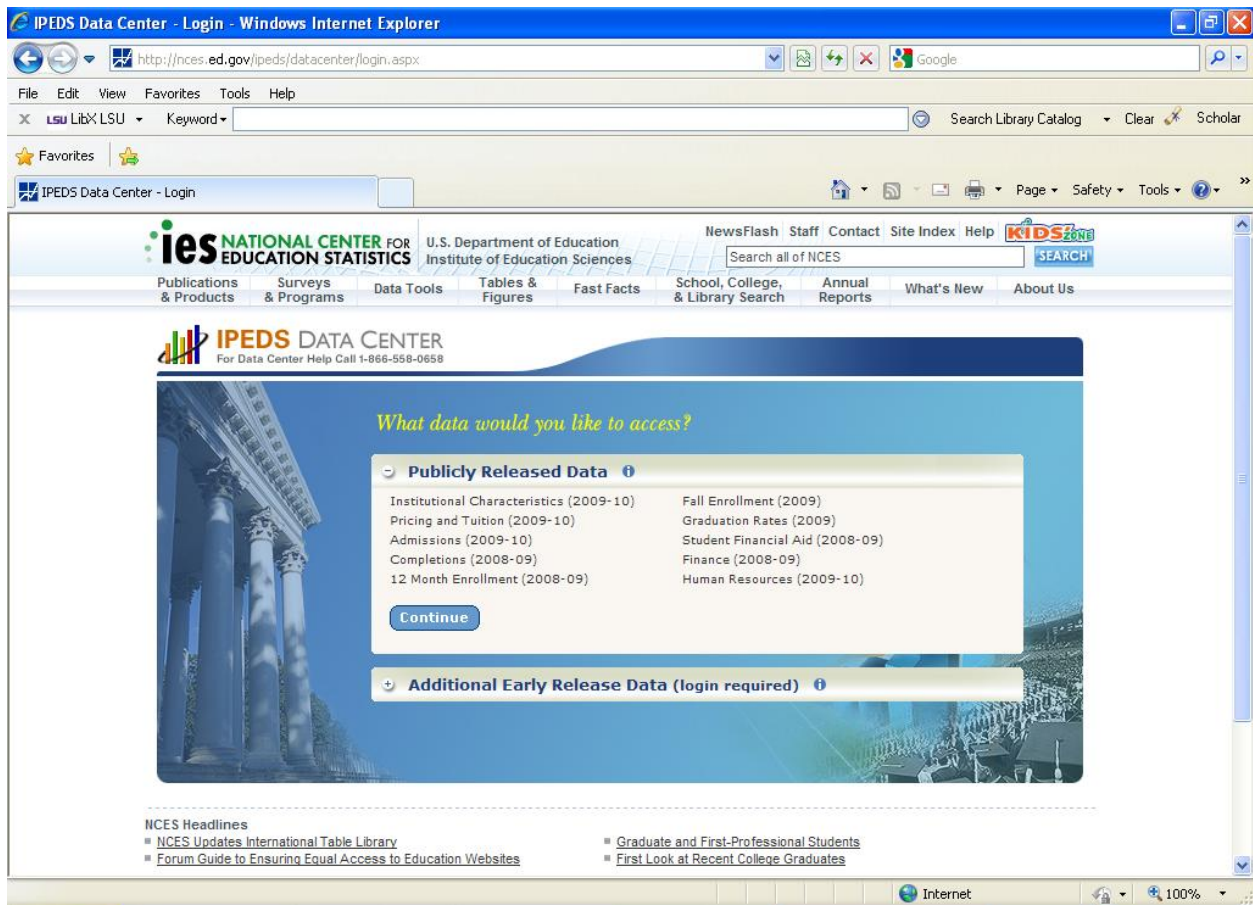 IPEDS Data Center - Login - Windows Internet Explorer
http://nces.ed.gov/ipeds/datacenter/login.aspx
Google
File Edit View Favorites Tools Help
X LSU LibX LSU Keyword Search Library Catalog Clear Scholar
Favorites
IPEDS Data Center - Login
Page Safety Tools
ies NATIONAL CENTER FOR EDUCATION STATISTICS
U.S. Department of Education
Institute of Education Sciences
NewsFlash Staff Contact Site Index Help KIDS' ZONE
Search all of NCES SEARCH
Publications & Products
Surveys & Programs
Data Tools
Tables & Figures
Fast Facts
School, College, & Library Search
Annual Reports
What's New
About Us
IPEDS DATA CENTER
For Data Center Help Call 1-866-558-0658
What data would you like to access?
Publicly Released Data
Institutional Characteristics (2009-10)
Pricing and Tuition (2009-10)
Admissions (2009-10)
Completions (2008-09)
12 Month Enrollment (2008-09)
Fall Enrollment (2009)
Graduation Rates (2009)
Student Financial Aid (2008-09)
Finance (2008-09)
Human Resources (2009-10)
Continue
Additional Early Release Data (login required)
NCES Headlines
NCES Updates International Table Library
Forum Guide to Ensuring Equal Access to Education Websites
Graduate and First-Professional Students
First Look at Recent College Graduates
Internet
100%